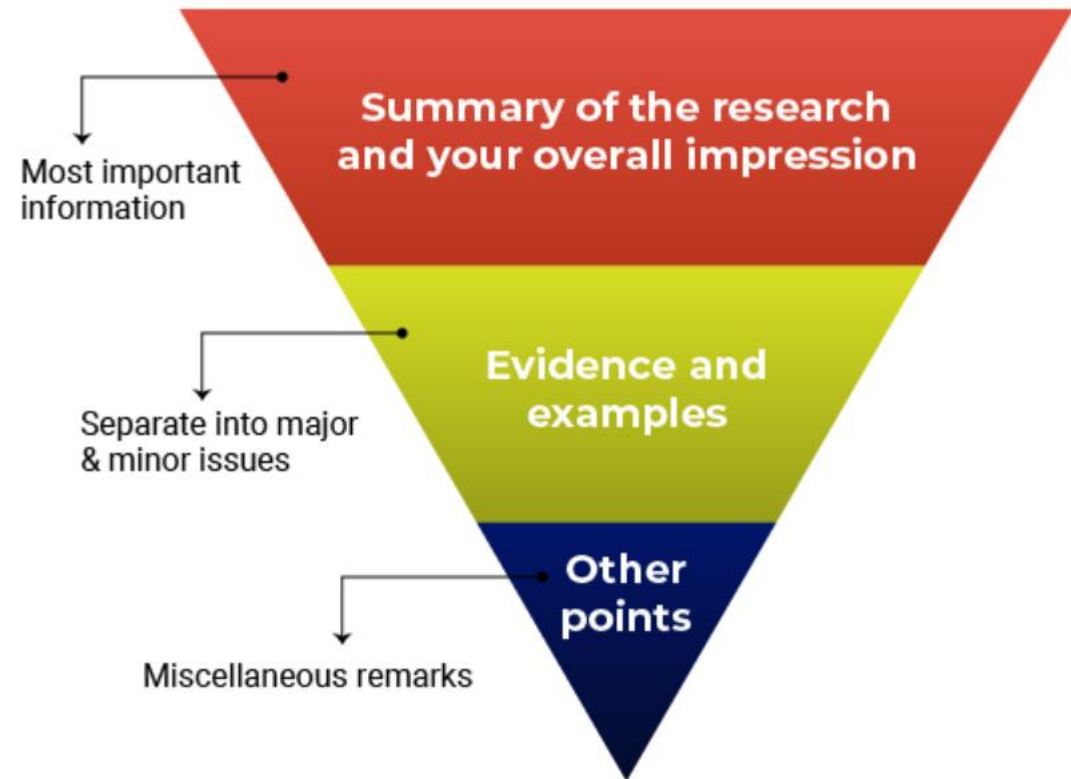 Summary of the research
and your overall impression
Most important
information
Evidence and
examples
Separate into major
& minor issues
Other
points
Miscellaneous remarks